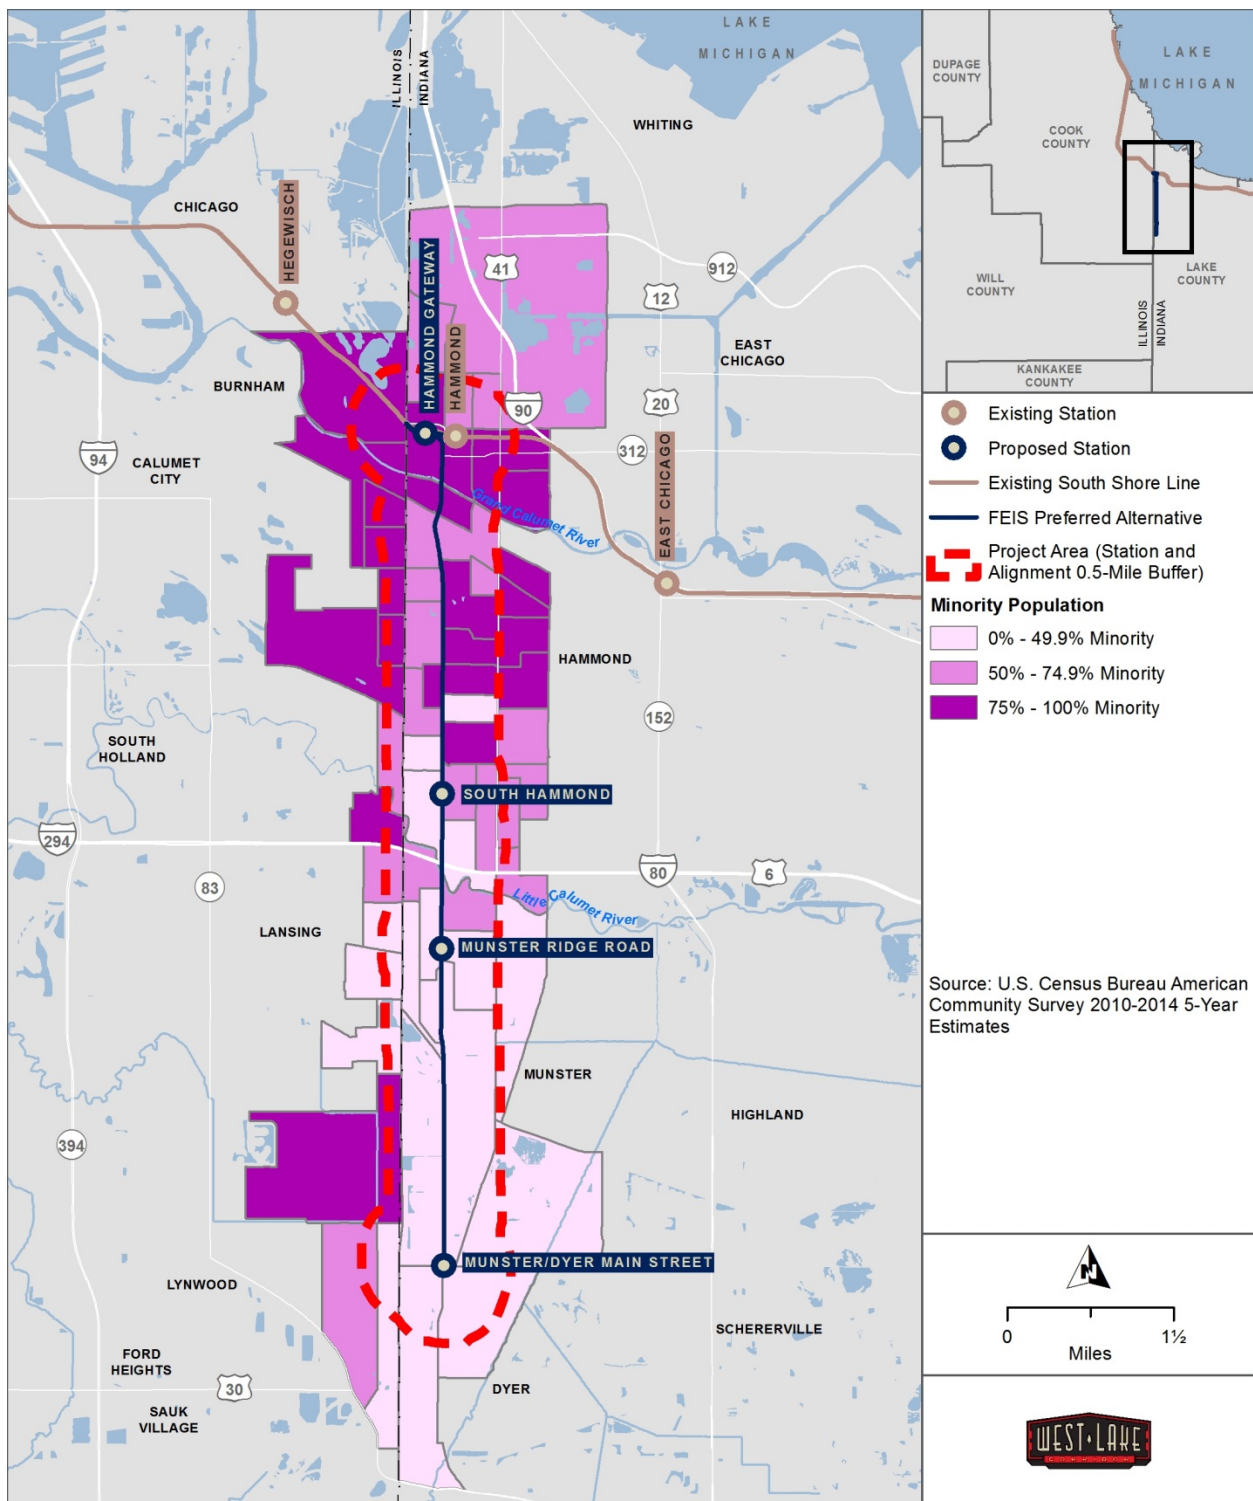 LAKE
MICHIGAN
ILLINOIS
INDIANA
WHITING
CHICAGO
HEGEWISCH
HAMMOND GATEWAY
HAMMOND
41
912
12
EAST
CHICAGO
BURNHAM
90
20
312
94
CALUMET
CITY
Grand Calumet River
EAST CHICAGO
HAMMOND
152
SOUTH
HOLLAND
SOUTH HAMMOND
294
80
6
83
Little Calumet River
LANSING
MUNSTER RIDGE ROAD
MUNSTER
HIGHLAND
394
MUNSTER/DYER MAIN STREET
LYNWOOD
SCHERERVILLE
FORD
HEIGHTS
30
DYER
SAUK
VILLAGE
LAKE
MICHIGAN
DUPAGE
COUNTY
COOK
COUNTY
WILL
COUNTY
LAKE
COUNTY
ILLINOIS
INDIANA
KANKAKEE
COUNTY
Existing Station
Proposed Station
Existing South Shore Line
FEIS Preferred Alternative
Project Area (Station and
Alignment 0.5-Mile Buffer)
Minority Population
0% - 49.9% Minority
50% - 74.9% Minority
75% - 100% Minority
Source: U.S. Census Bureau American
Community Survey 2010-2014 5-Year
Estimates
N
0 1½
Miles
WEST LAKE